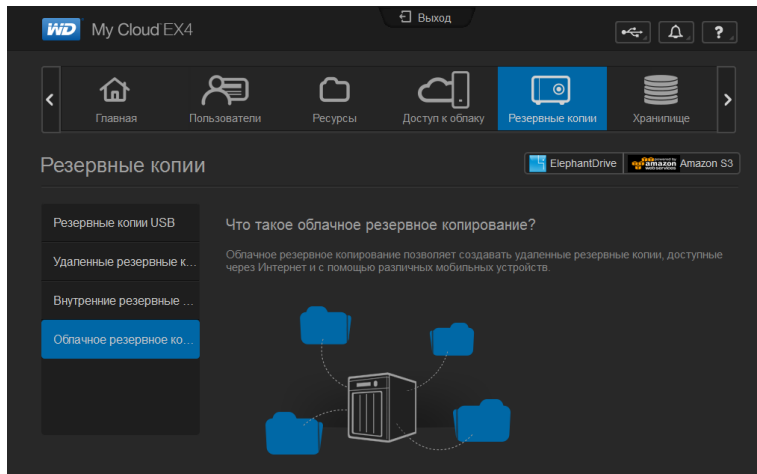 WD My Cloud EX4
Выход
?
Главная
Пользователи
Ресурсы
Доступ к облаку
Резервные копии
Хранилище
Резервные копии
ElephantDrive
powered by amazon web services Amazon S3
Резервные копии USB
Удаленные резервные к...
Внутренние резервные ...
Облачное резервное ко...
Что такое облачное резервное копирование?
Облачное резервное копирование позволяет создавать удаленные резервные копии, доступные
через Интернет и с помощью различных мобильных устройств.